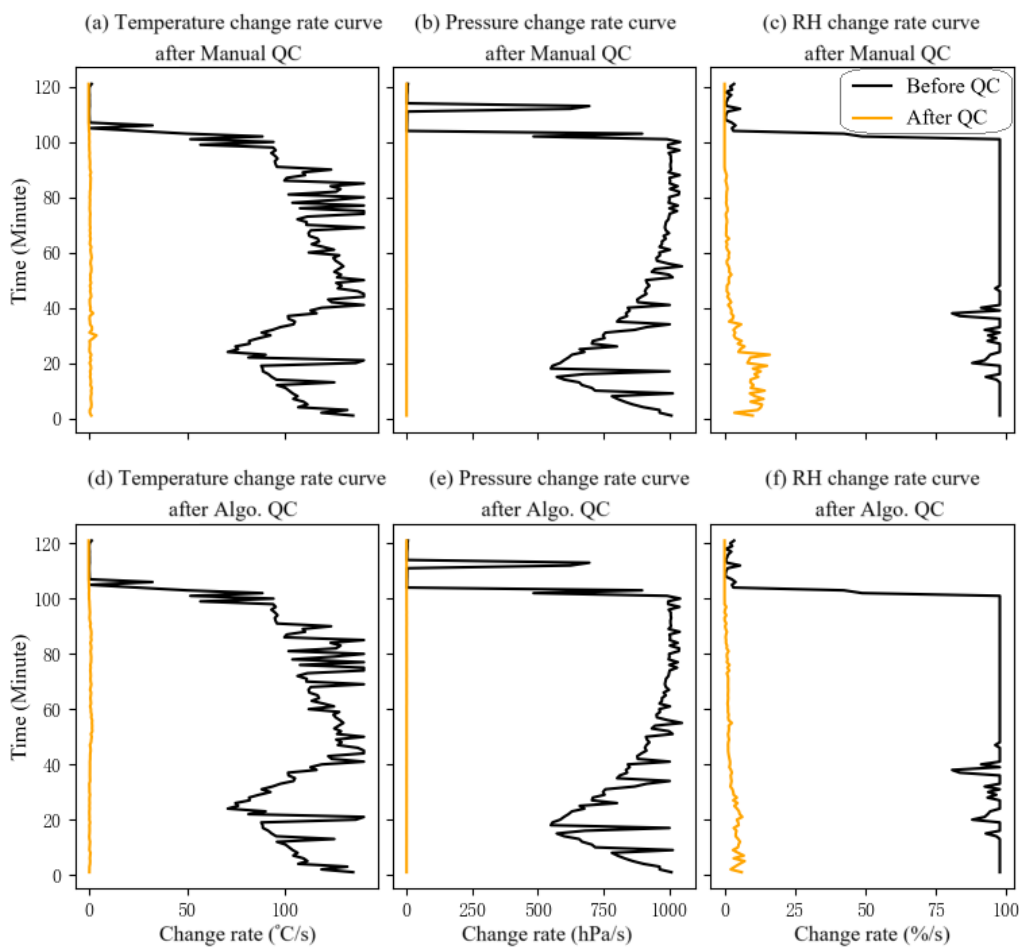 (a) Temperature change rate curve
after Manual QC
(b) Pressure change rate curve
after Manual QC
(c) RH change rate curve
after Manual QC
Before QC
After QC
Time (Minute)
120
100
80
60
40
20
0
(d) Temperature change rate curve
after Algo. QC
(e) Pressure change rate curve
after Algo. QC
(f) RH change rate curve
after Algo. QC
Time (Minute)
120
100
80
60
40
20
0
0 50 100
Change rate (°C/s)
0 500 1000
Change rate (hPa/s)
0 25 50 75 100
Change rate (%/s)